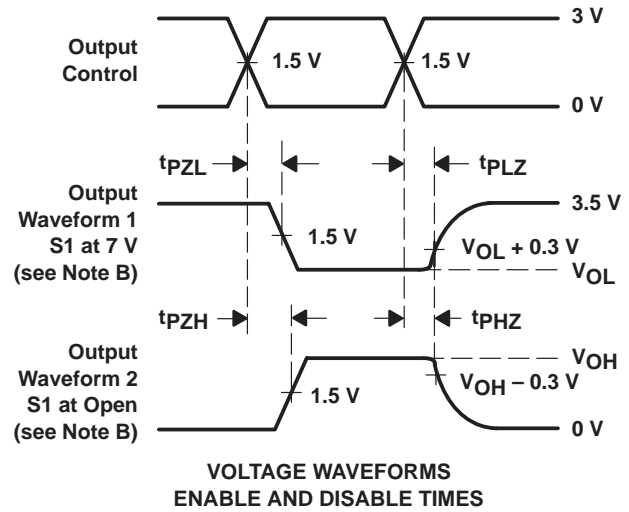 3 V
Output
Control
1.5 V
1.5 V
0 V
tPZL
tPLZ
Output
Waveform 1
S1 at 7 V
(see Note B)
3.5 V
1.5 V
VOL + 0.3 V
VOL
tPZH
tPHZ
Output
Waveform 2
S1 at Open
(see Note B)
VOH
1.5 V
VOH – 0.3 V
0 V
VOLTAGE WAVEFORMS
ENABLE AND DISABLE TIMES